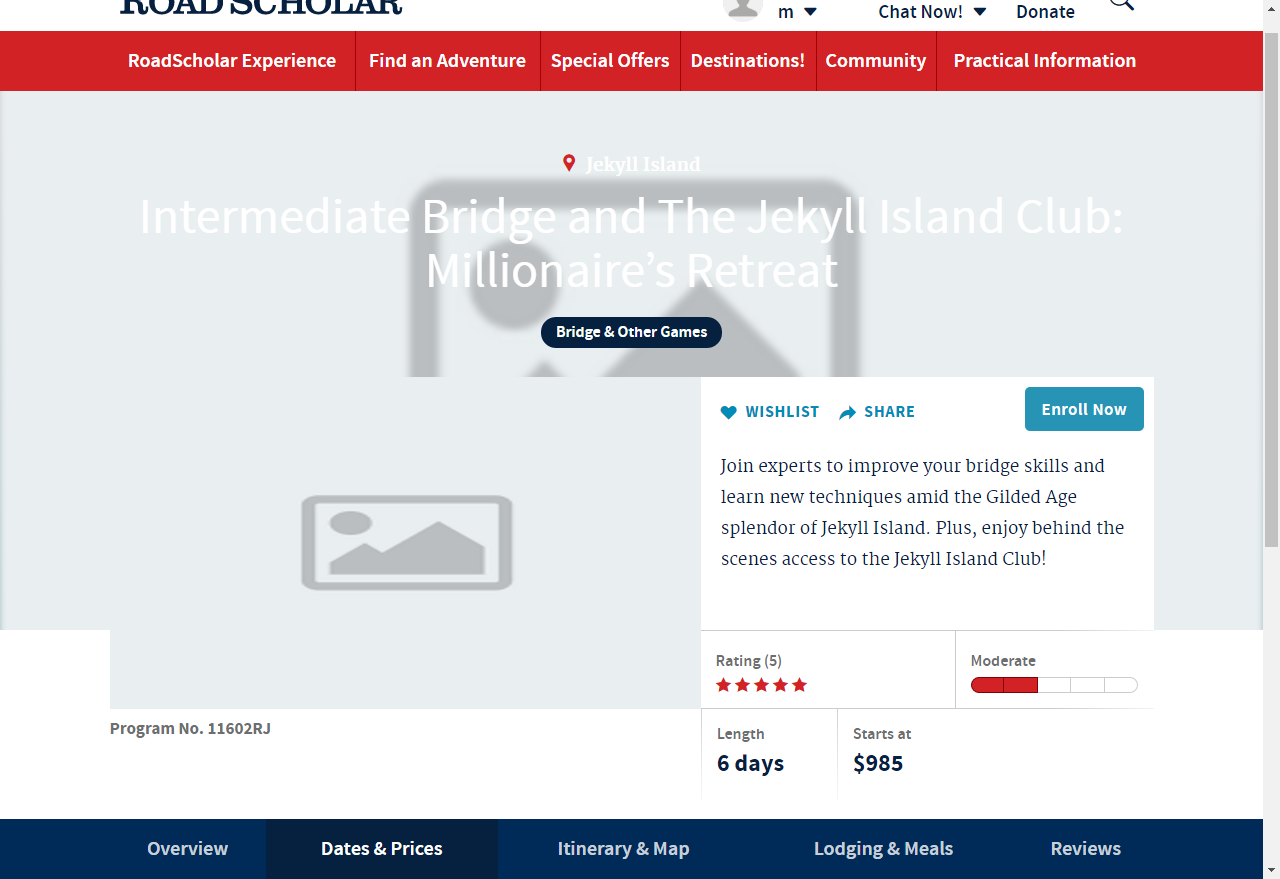 ROAD SCHOLAR
m
Chat Now!
Donate
RoadScholar Experience
Find an Adventure
Special Offers
Destinations!
Community
Practical Information
Jekyll Island
Intermediate Bridge and The Jekyll Island Club:
Millionaire’s Retreat
Bridge & Other Games
WISHLIST
SHARE
Enroll Now
Join experts to improve your bridge skills and
learn new techniques amid the Gilded Age
splendor of Jekyll Island. Plus, enjoy behind the
scenes access to the Jekyll Island Club!
Rating (5)
Moderate
Program No. 11602RJ
Length
6 days
Starts at
$985
Overview
Dates & Prices
Itinerary & Map
Lodging & Meals
Reviews